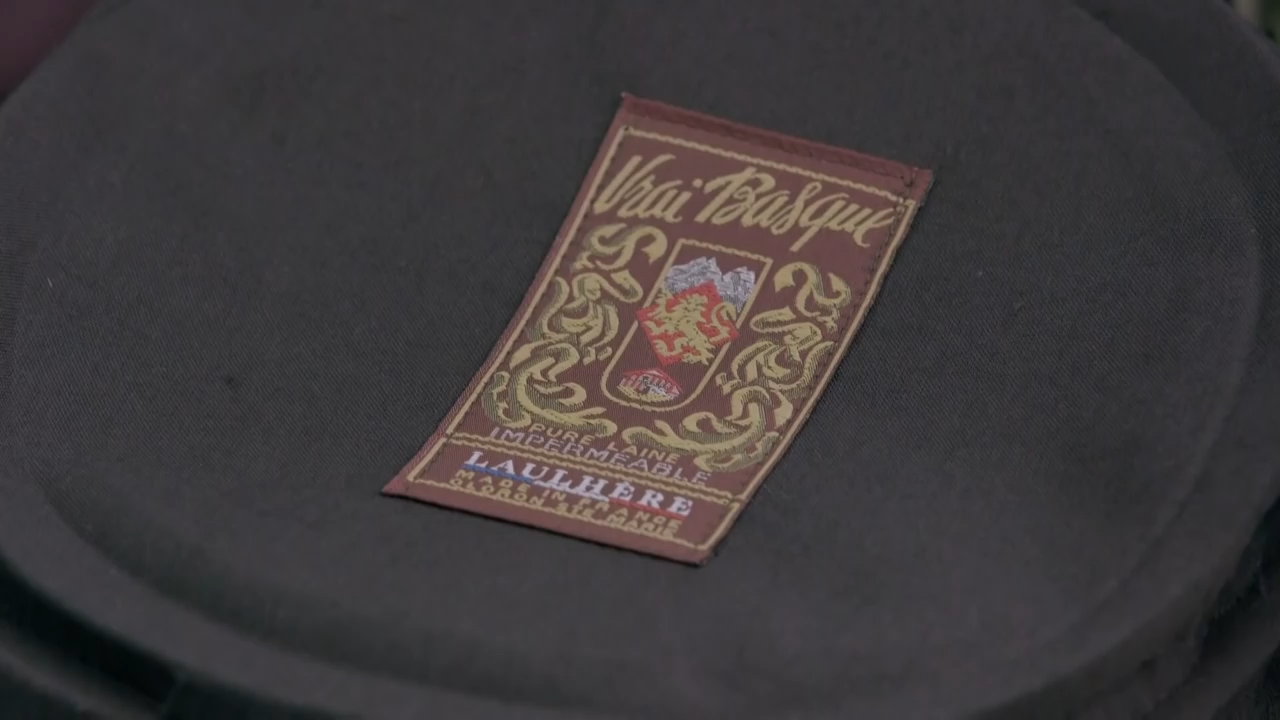 Vrai Basque
PURE LAINE
IMPERMÉABLE
LAULHÈRE
MADE IN FRANCE
OLORON STE MARIE